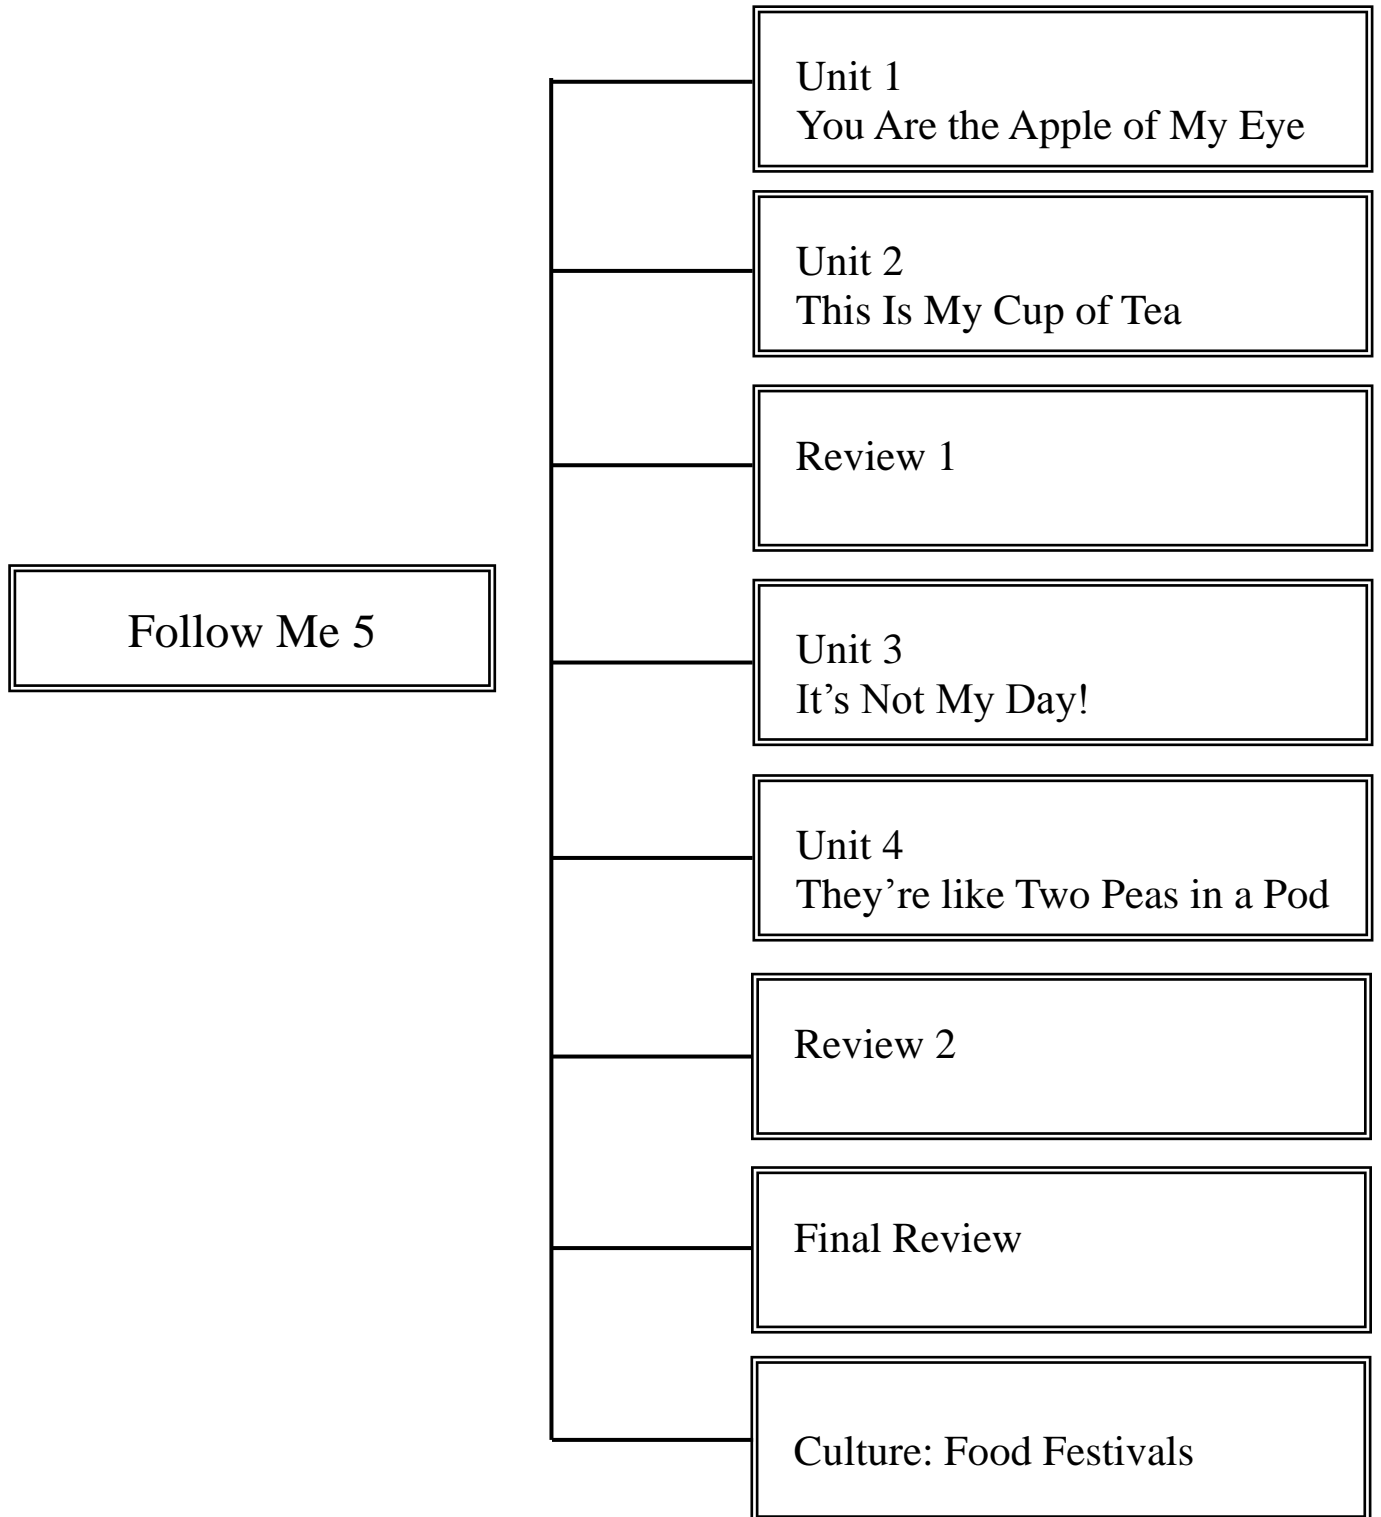 Follow Me 5
Unit 1
You Are the Apple of My Eye
Unit 2
This Is My Cup of Tea
Review 1
Unit 3
It’s Not My Day!
Unit 4
They’re like Two Peas in a Pod
Review 2
Final Review
Culture: Food Festivals